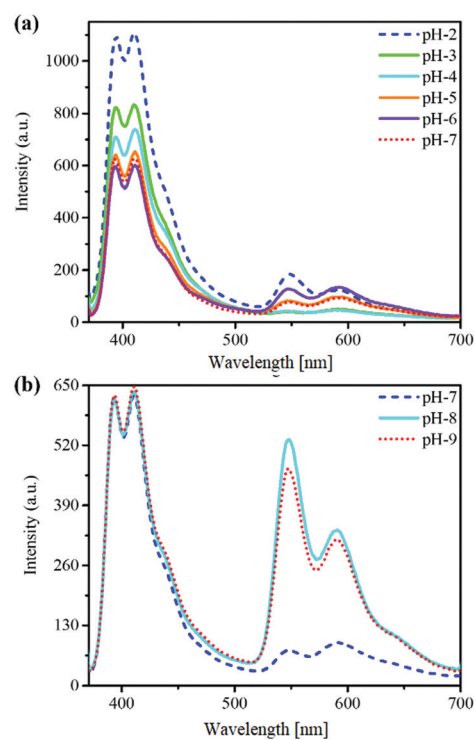 (a)
pH-2
pH-3
pH-4
pH-5
pH-6
pH-7
Intensity (a.u.)
1000
800
600
400
200
0
400 500 600 700
Wavelength [nm]
(b)
pH-7
pH-8
pH-9
Intensity (a.u.)
650
520
390
260
130
0
400 500 600 700
Wavelength [nm]